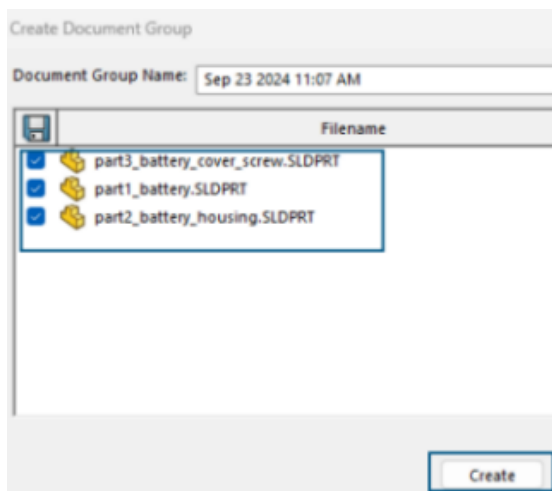 Create Document Group
Document Group Name: Sep 23 2024 11:07 AM
Filename
part3_battery_cover_screw.SLDPRT
part1_battery.SLDPRT
part2_battery_housing.SLDPRT
Create